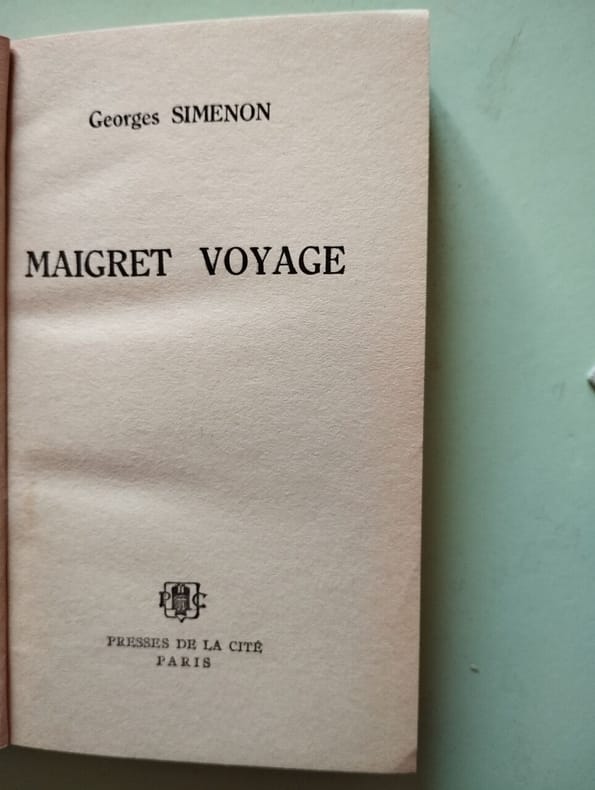 Georges SIMENON
MAIGRET VOYAGE
P C
PRESSES DE LA CITÉ
PARIS